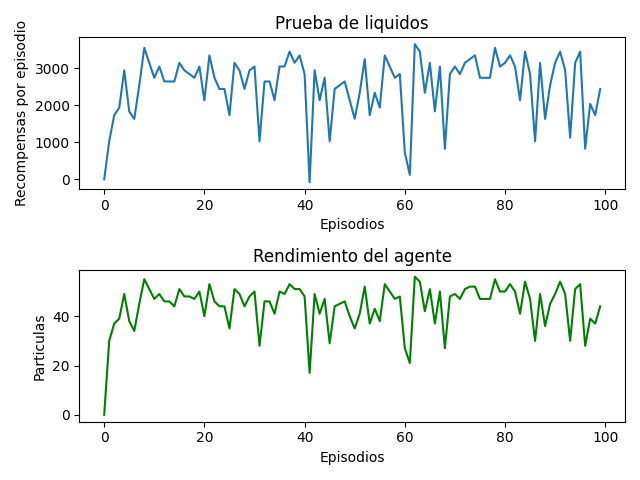 Prueba de liquidos
Recompensas por episodio
3000
2000
1000
0
0 20 40 60 80 100
Episodios
Rendimiento del agente
Particulas
40
20
0
0 20 40 60 80 100
Episodios